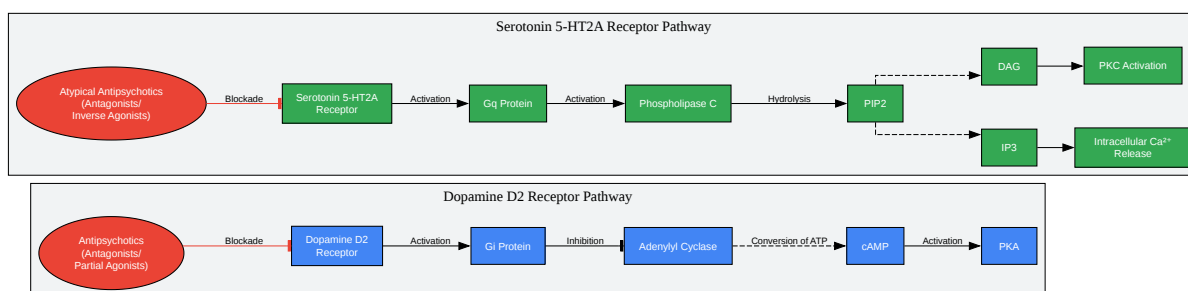 Serotonin 5-HT2A Receptor Pathway
Atypical Antipsychotics
(Antagonists/
Inverse Agonists)
Blockade
Serotonin 5-HT2A
Receptor
Activation
Gq Protein
Activation
Phospholipase C
Hydrolysis
PIP2
DAG
PKC Activation
IP3
Intracellular Ca²⁺
Release
Dopamine D2 Receptor Pathway
Antipsychotics
(Antagonists/
Partial Agonists)
Blockade
Dopamine D2
Receptor
Activation
Gi Protein
Inhibition
Adenylyl Cyclase
Conversion of ATP
cAMP
Activation
PKA